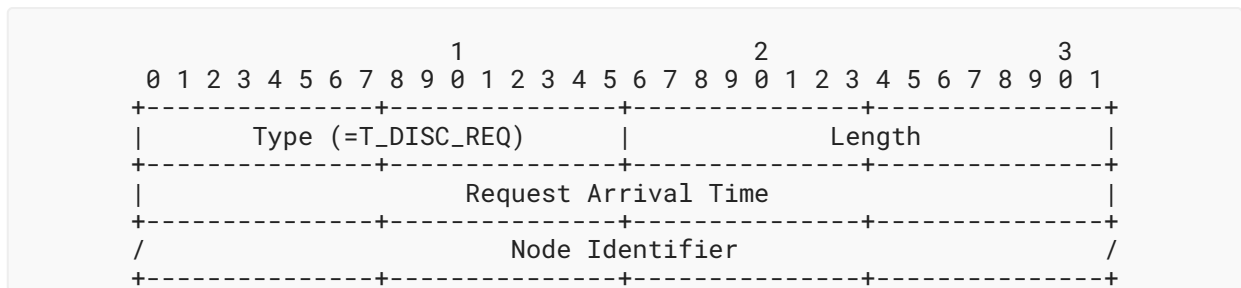 1                   2                   3
 0 1 2 3 4 5 6 7 8 9 0 1 2 3 4 5 6 7 8 9 0 1 2 3 4 5 6 7 8 9 0 1
+---------------+---------------+---------------+---------------+
|       Type (=T_DISC_REQ)      |             Length            |
+---------------+---------------+---------------+---------------+
|                     Request Arrival Time                      |
+---------------+---------------+---------------+---------------+
/                        Node Identifier                        /
+---------------+---------------+---------------+---------------+